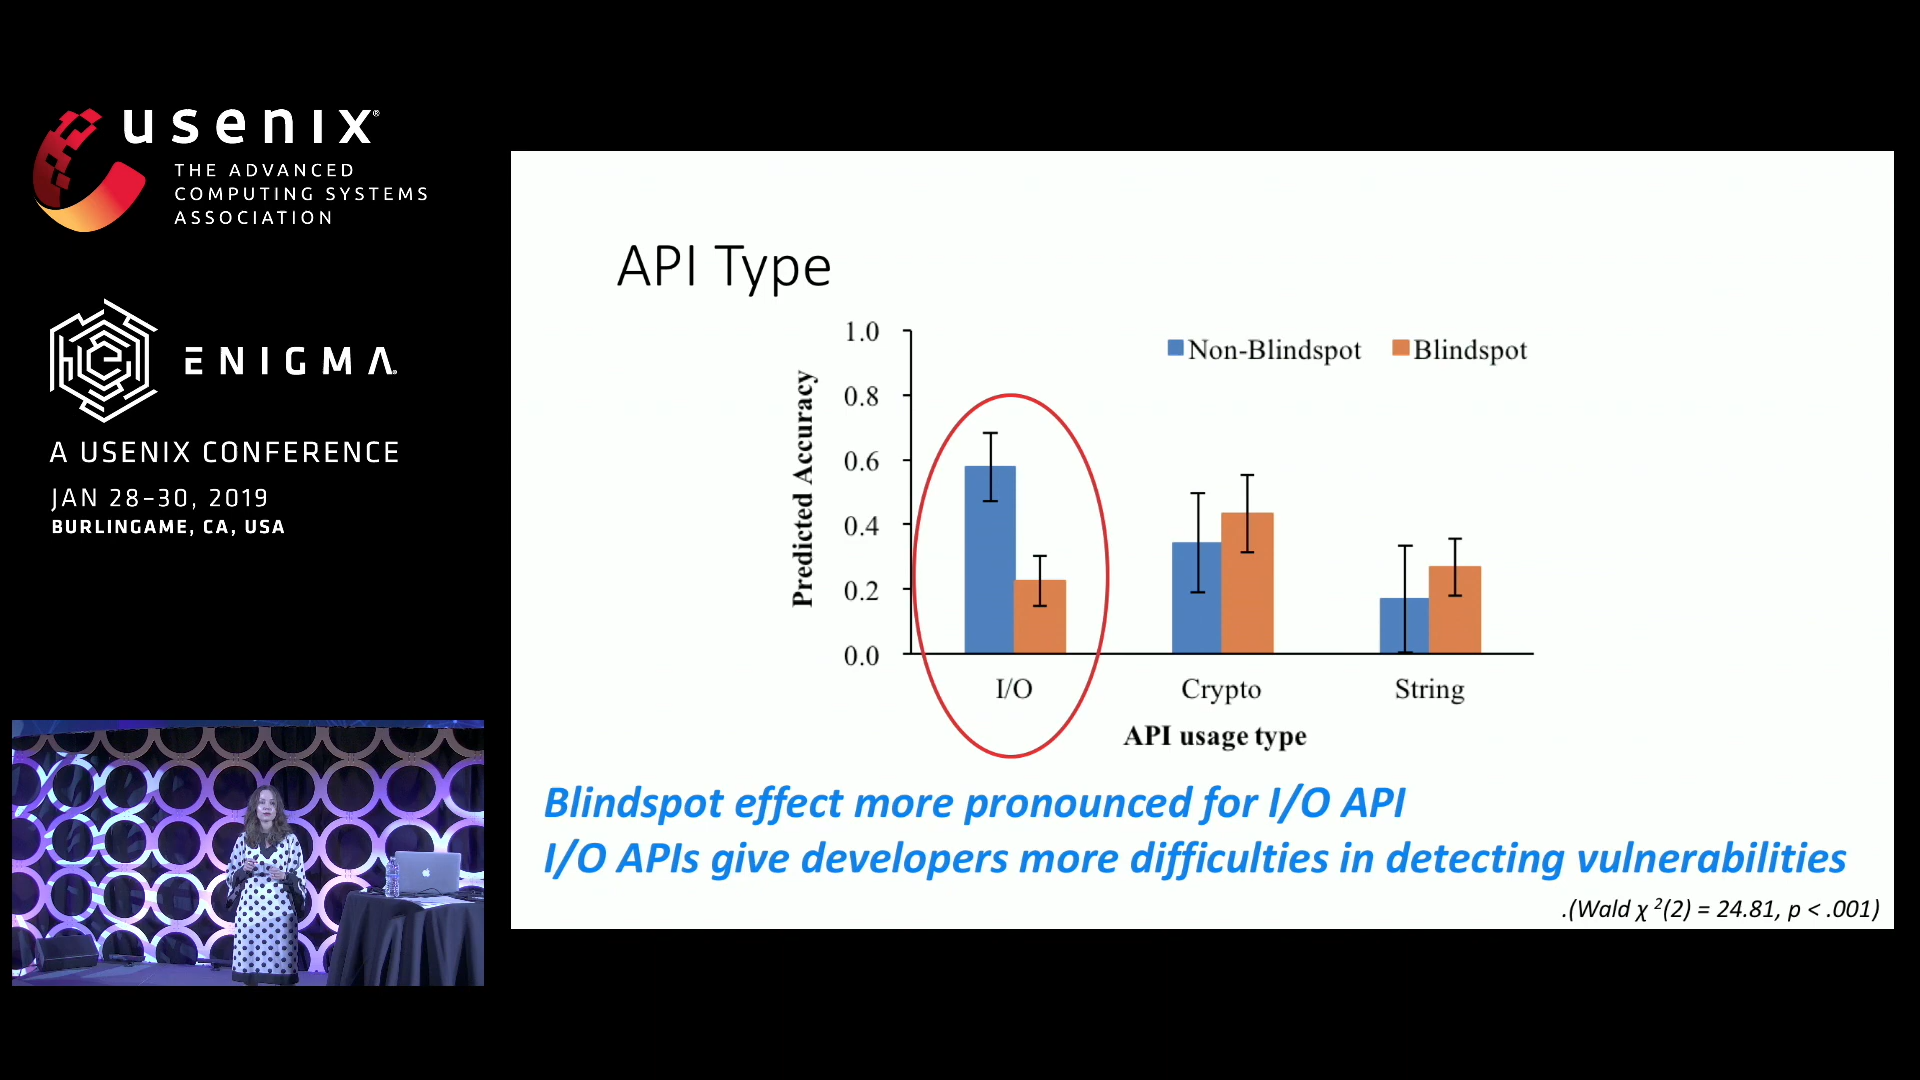 usenix®
THE ADVANCED
COMPUTING SYSTEMS
ASSOCIATION
ENIGMA.
A USENIX CONFERENCE
JAN 28–30, 2019
BURLINGAME, CA, USA
API Type
1.0
0.8
0.6
0.4
0.2
0.0
Predicted Accuracy
Non-Blindspot
Blindspot
I/O
Crypto
String
API usage type
Blindspot effect more pronounced for I/O API
I/O APIs give developers more difficulties in detecting vulnerabilities
.(Wald χ ²(2) = 24.81, p < .001)